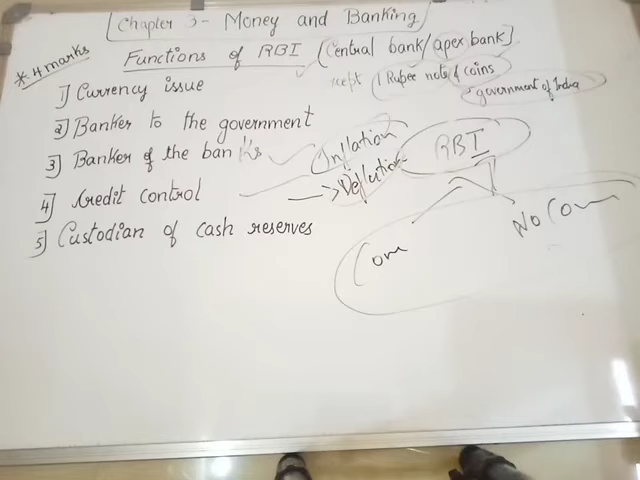 Chapter 3- Money and Banking
* 4 marks
Functions of RBI [Central bank/apex bank]
1 Rupee note & coins
government of India
1] Currency issue
2] Banker to the government
3] Banker of the banks
Inflation
RBI
4] Credit control
→ Deflation
5] Custodian of cash reserves
Com
No Com